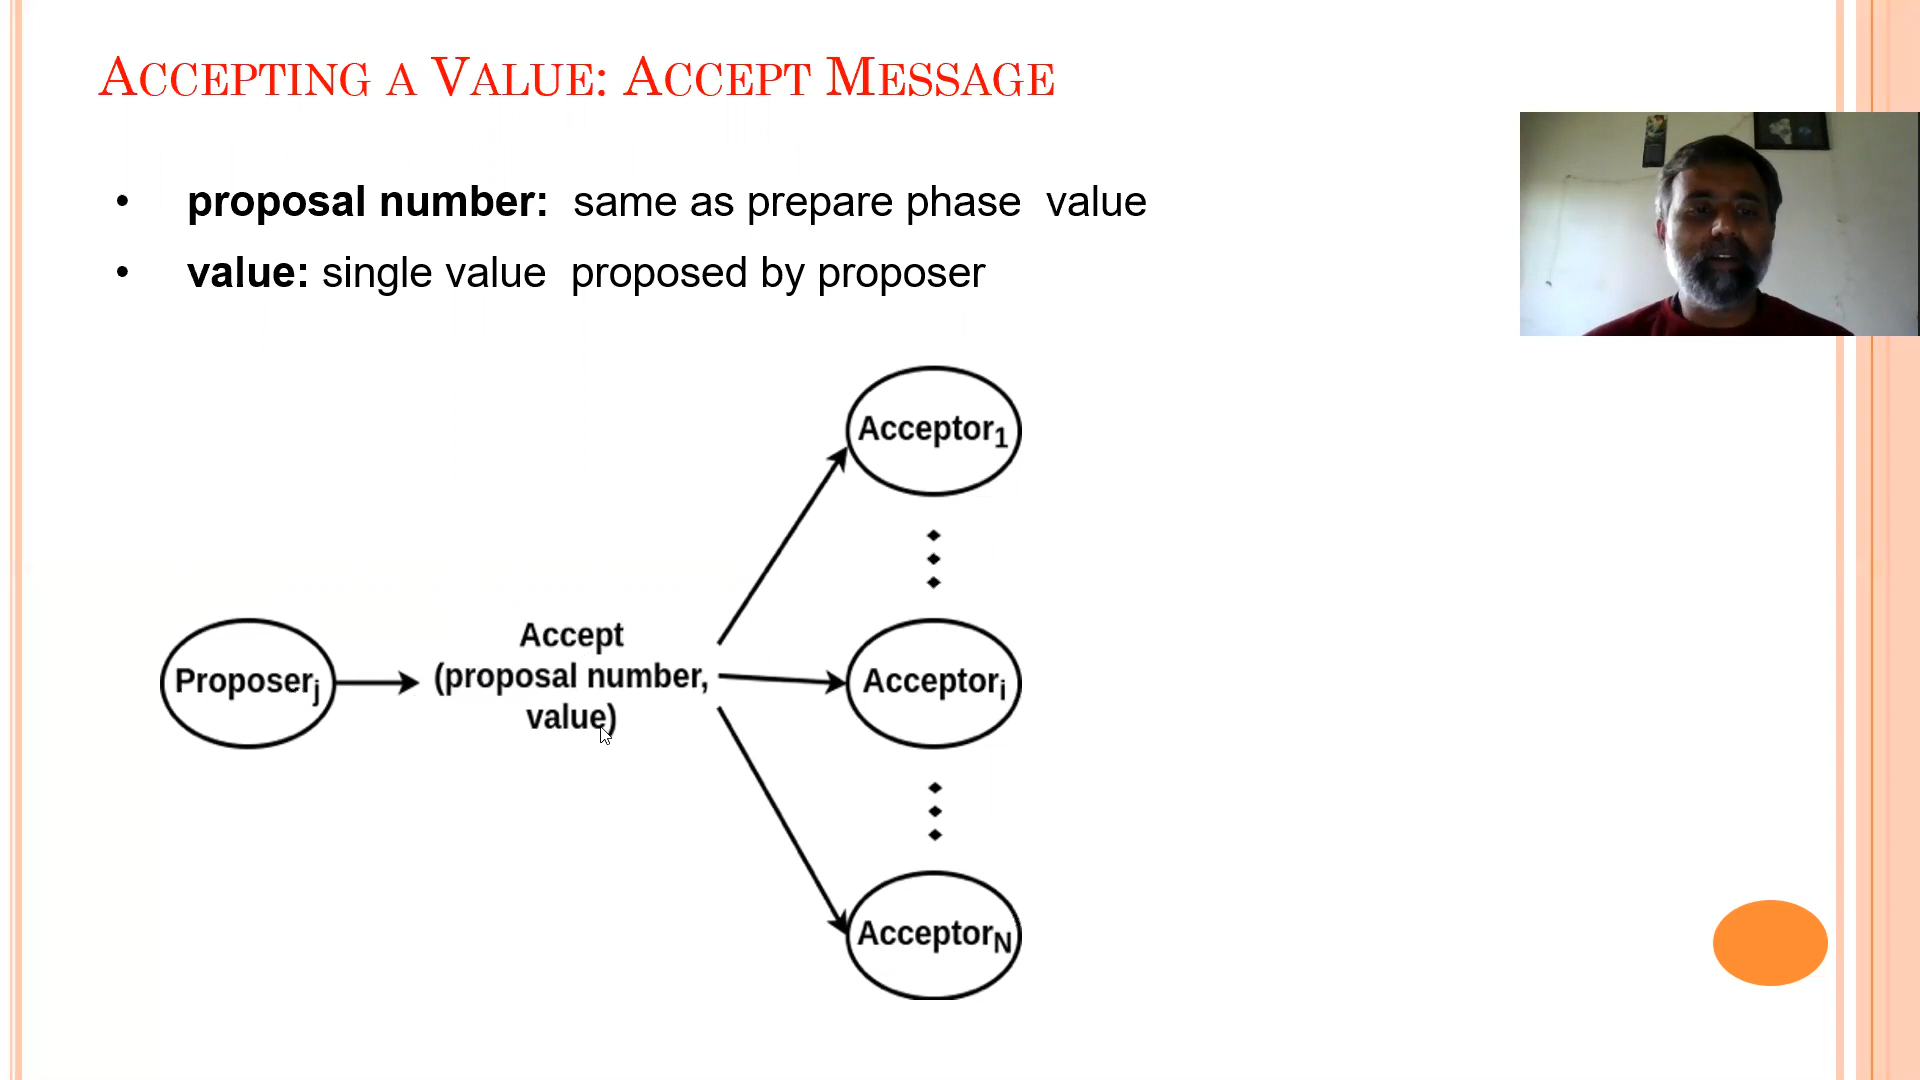 ACCEPTING A VALUE: ACCEPT MESSAGE
• proposal number: same as prepare phase value
• value: single value proposed by proposer
Acceptor1
Proposerj
Accept
(proposal number,
value)
Acceptori
AcceptorN